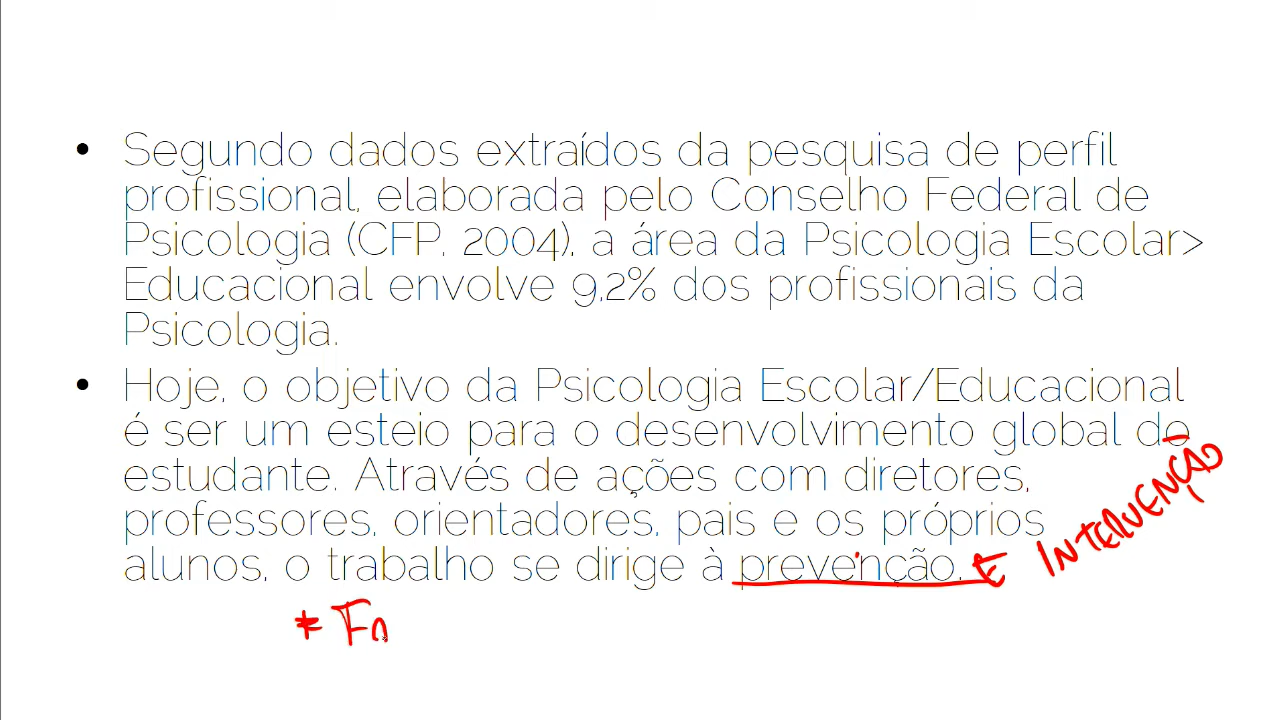 • Segundo dados extraídos da pesquisa de perfil
profissional, elaborada pelo Conselho Federal de
Psicologia (CFP, 2004), a área da Psicologia Escolar>
Educacional envolve 9,2% dos profissionais da
Psicologia.
• Hoje, o objetivo da Psicologia Escolar/Educacional
é ser um esteio para o desenvolvimento global do
estudante. Através de ações com diretores,
professores, orientadores, pais e os próprios
alunos, o trabalho se dirige à prevenção. E INTERVENÇÃO
*